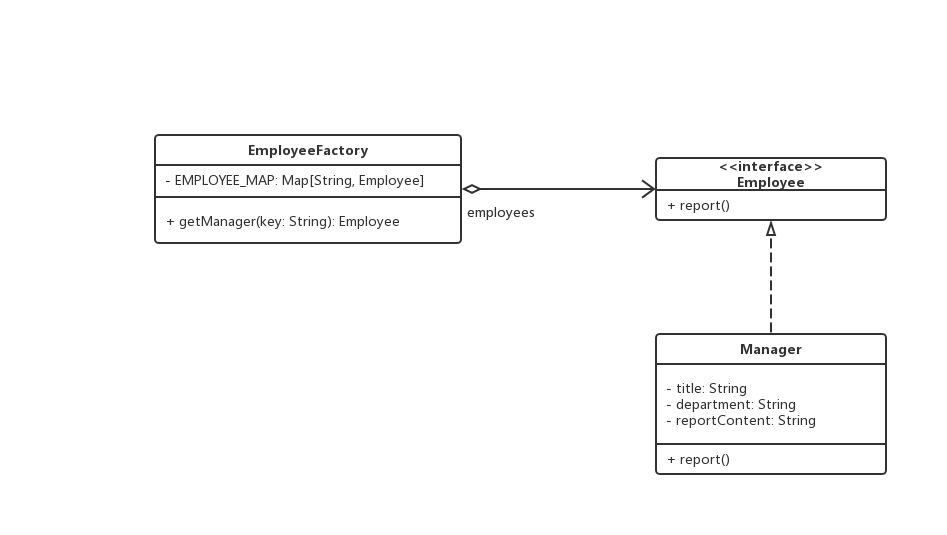 EmployeeFactory
- EMPLOYEE_MAP: Map[String, Employee]
+ getManager(key: String): Employee
employees
<<interface>>
Employee
+ report()
Manager
- title: String
- department: String
- reportContent: String
+ report()